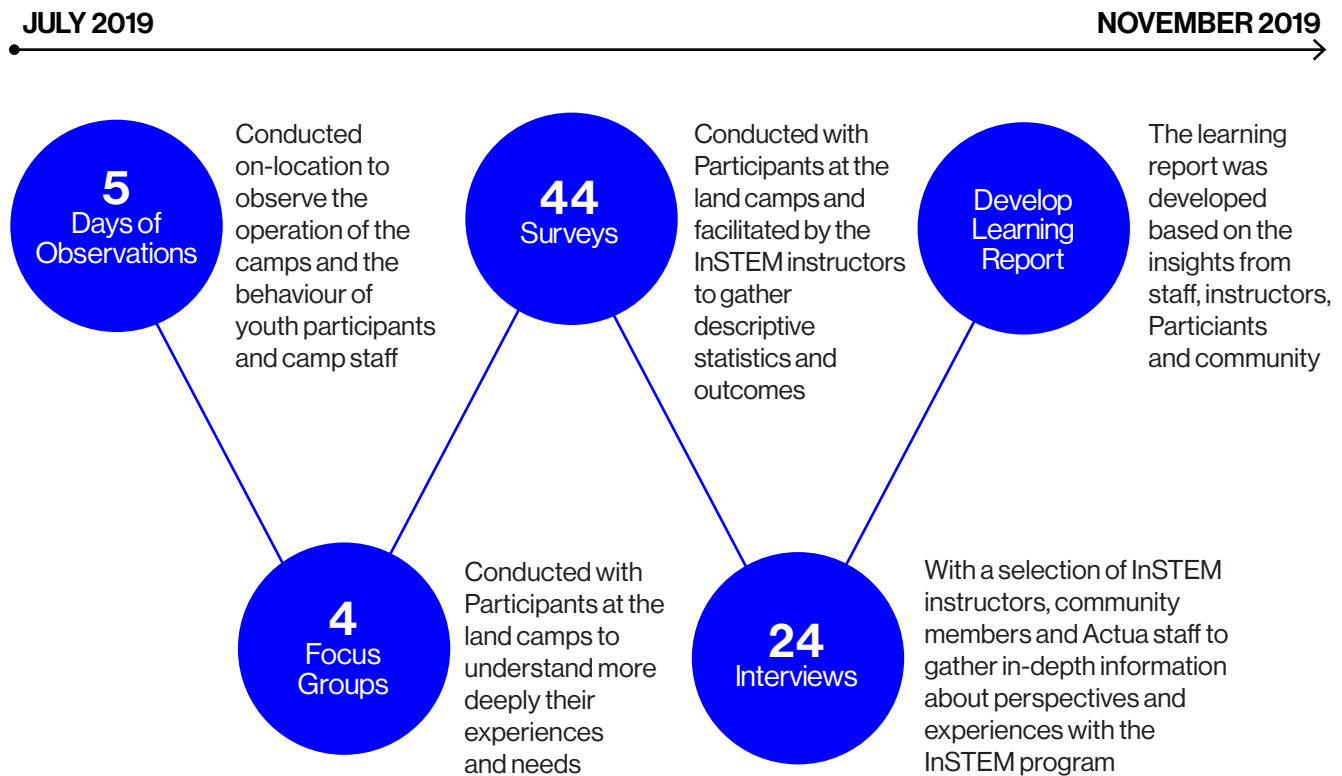 JULY 2019
NOVEMBER 2019
5
Days of
Observations
Conducted
on-location to
observe the
operation of the
camps and the
behaviour of
youth participants
and camp staff
44
Surveys
Conducted with
Participants at the
land camps and
facilitated by the
InSTEM instructors
to gather
descriptive
statistics and
outcomes
Develop
Learning
Report
The learning
report was
developed
based on the
insights from
staff, instructors,
Particiants
and community
4
Focus
Groups
Conducted with
Participants at the
land camps to
understand more
deeply their
experiences
and needs
24
Interviews
With a selection of InSTEM
instructors, community
members and Actua staff to
gather in-depth information
about perspectives and
experiences with the
InSTEM program